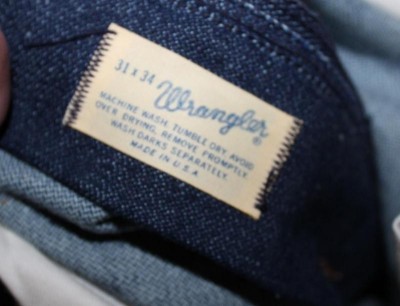 31 x 34 Wrangler®
MACHINE WASH. TUMBLE DRY. AVOID
OVER DRYING. REMOVE PROMPTLY.
WASH DARKS SEPARATELY.
MADE IN U.S.A